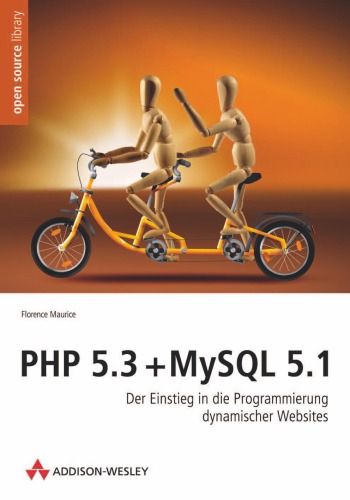 open source library
Florence Maurice
PHP 5.3 + MySQL 5.1
Der Einstieg in die Programmierung
dynamischer Websites
ADDISON-WESLEY